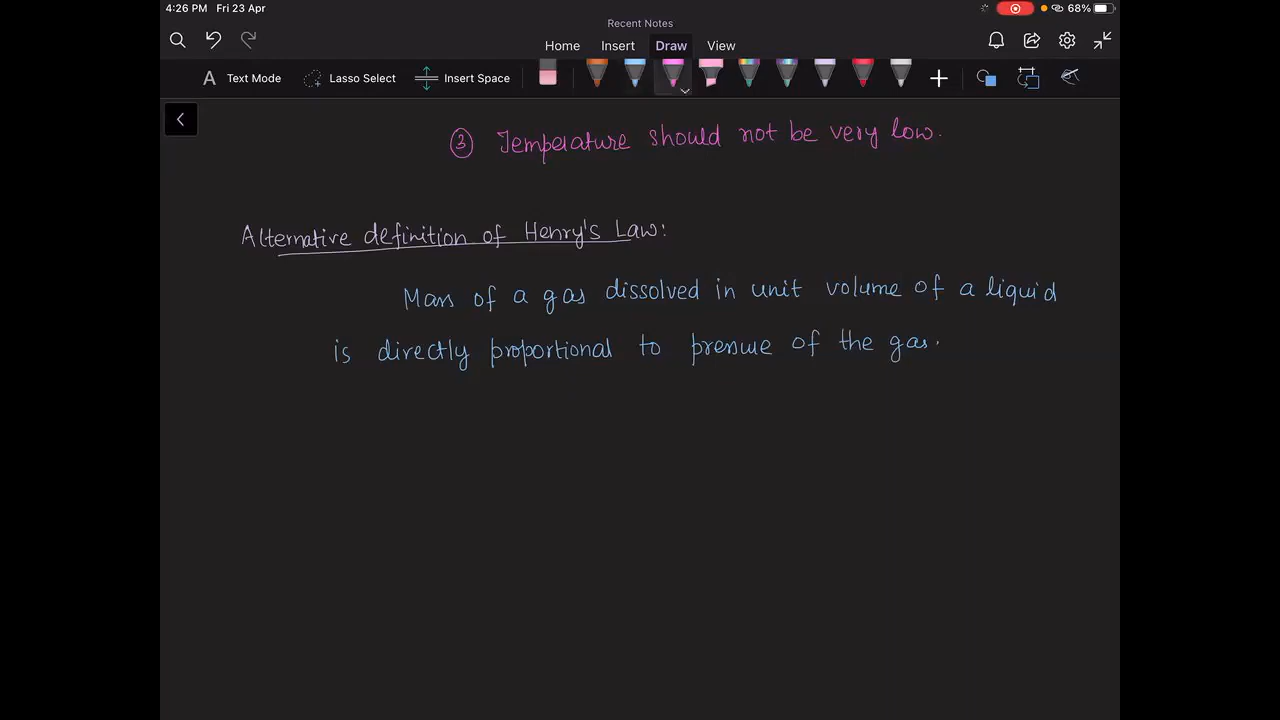 4:26 PM Fri 23 Apr
68%
Recent Notes
Home Insert Draw View
A Text Mode Lasso Select Insert Space
③ Temperature should not be very low.
Alternative definition of Henry's Law:
Mass of a gas dissolved in unit volume of a liquid
is directly proportional to pressure of the gas.